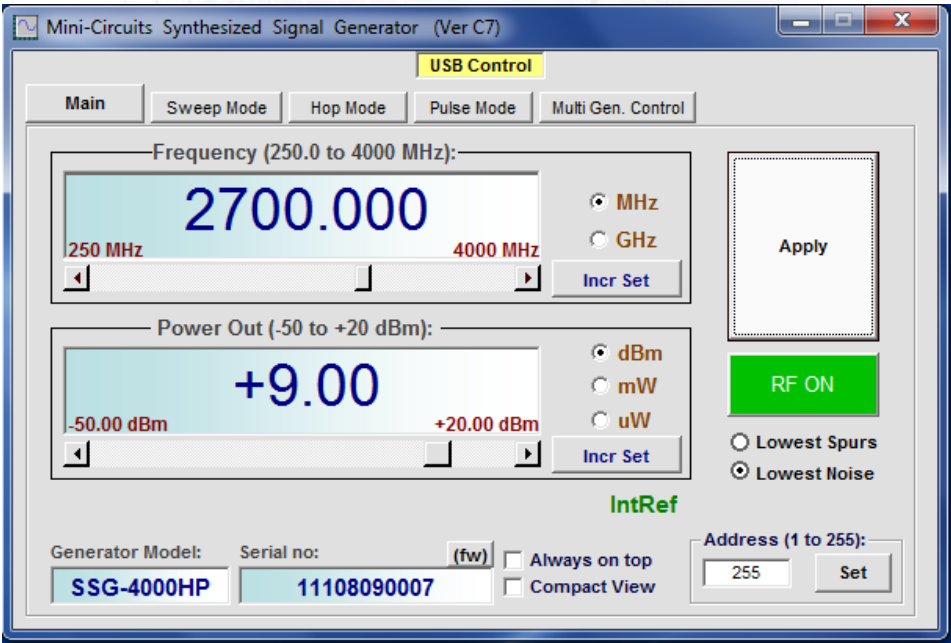 Mini-Circuits Synthesized Signal Generator (Ver C7)
USB Control
Main Sweep Mode Hop Mode Pulse Mode Multi Gen. Control
Frequency (250.0 to 4000 MHz):
2700.000
250 MHz 4000 MHz
MHz
GHz
Incr Set
Apply
Power Out (-50 to +20 dBm):
+9.00
-50.00 dBm +20.00 dBm
dBm
mW
uW
Incr Set
RF ON
Lowest Spurs
Lowest Noise
IntRef
Generator Model: Serial no: (fw)
SSG-4000HP 11108090007
Always on top
Compact View
Address (1 to 255):
255 Set